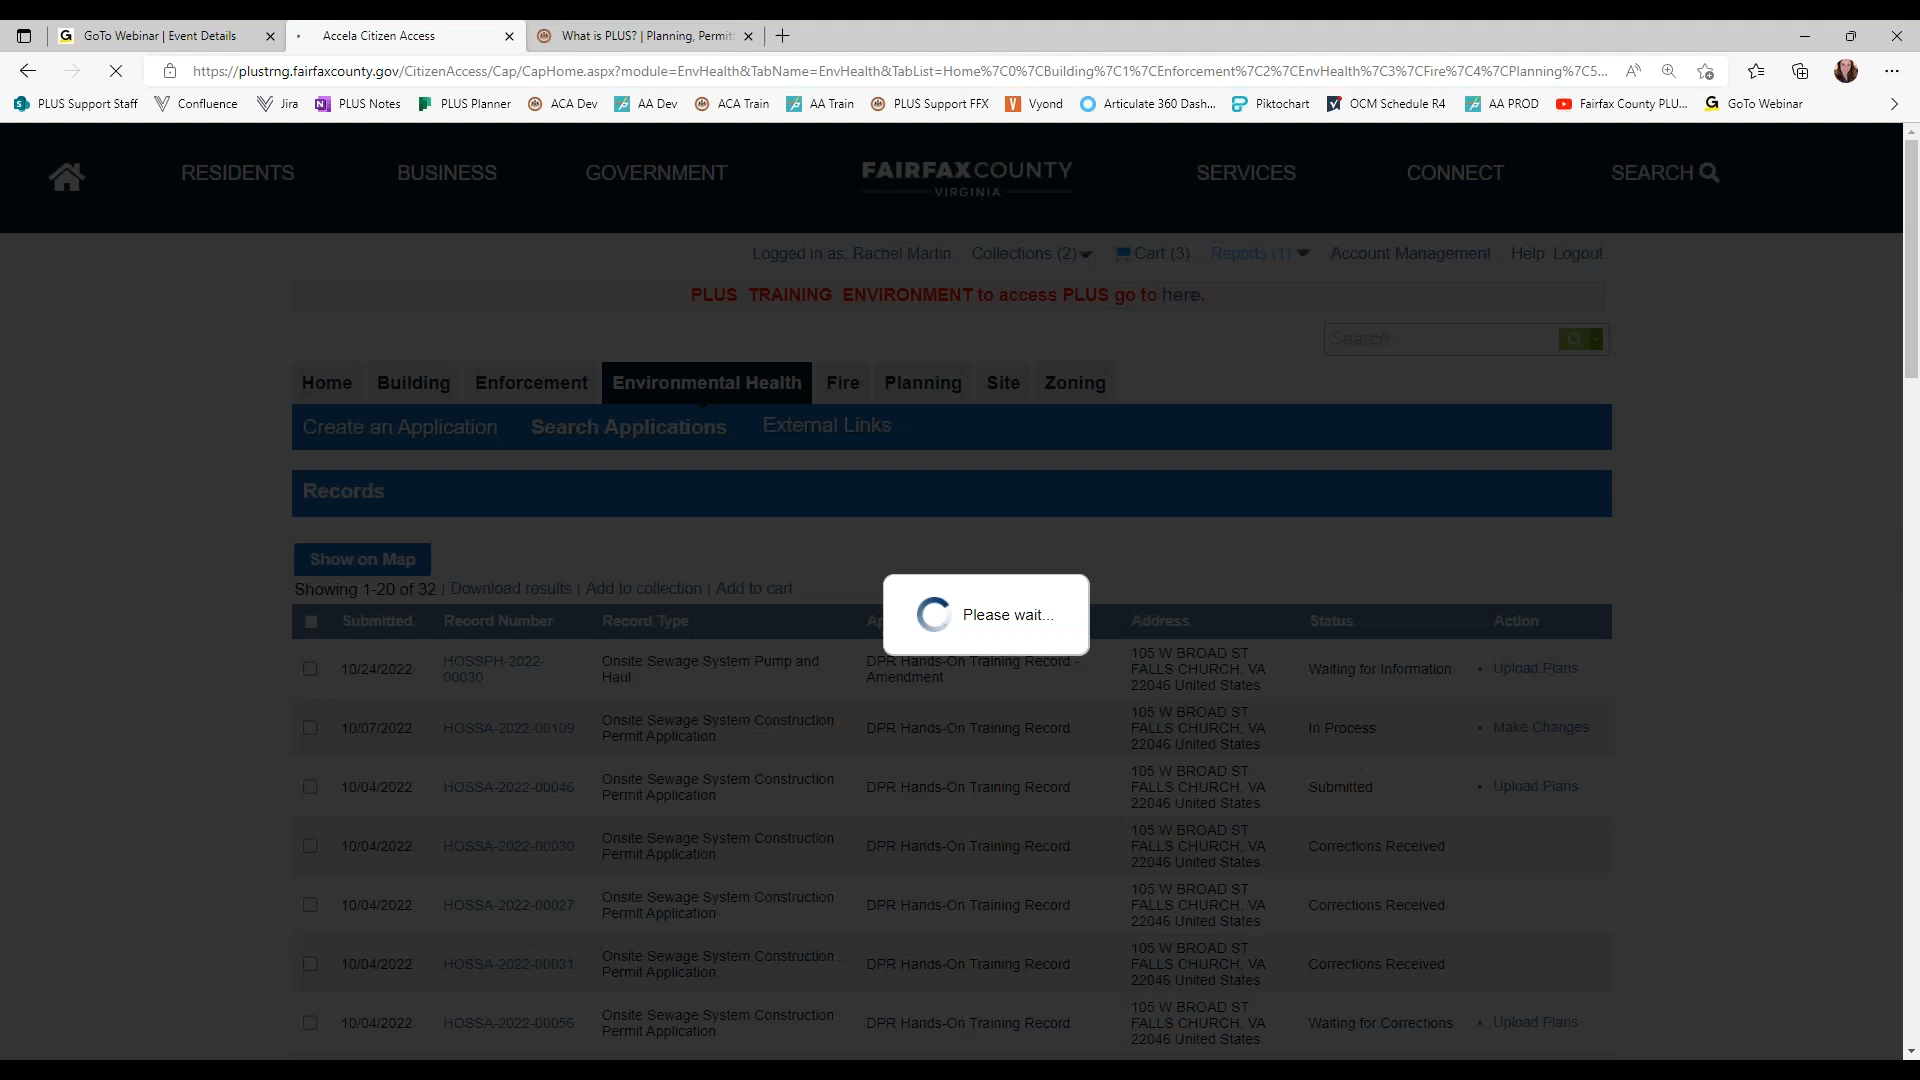 GoTo Webinar | Event Details
Accela Citizen Access
What is PLUS? | Planning, Permit
https://plustrng.fairfaxcounty.gov/CitizenAccess/Cap/CapHome.aspx?module=EnvHealth&TabName=EnvHealth&TabList=Home%7C0%7CBuilding%7C1%7CEnforcement%7C2%7CEnvHealth%7C3%7CFire%7C4%7CPlanning%7C5...
PLUS Support Staff Confluence Jira PLUS Notes PLUS Planner ACA Dev AA Dev ACA Train AA Train PLUS Support FFX Vyond Articulate 360 Dash... Piktochart OCM Schedule R4 AA PROD Fairfax County PLU... GoTo Webinar
RESIDENTS BUSINESS GOVERNMENT FAIRFAX COUNTY SERVICES CONNECT SEARCH
VIRGINIA
Logged in as: Rachel Martin Collections (2) Cart (3) Reports (1) Account Management Help Logout
PLUS TRAINING ENVIRONMENT to access PLUS go to here.
Search...
Home Building Enforcement Environmental Health Fire Planning Site Zoning
Create an Application Search Applications External Links
Records
Show on Map
Showing 1-20 of 32 | Download results | Add to collection | Add to cart
Please wait...
Submitted Record Number Record Type Address Status Action
10/24/2022 HOSSPH-2022-00030 Onsite Sewage System Pump and Haul DPR Hands-On Training Record - Amendment 105 W BROAD ST FALLS CHURCH, VA 22046 United States Waiting for Information • Upload Plans
10/07/2022 HOSSA-2022-00109 Onsite Sewage System Construction Permit Application DPR Hands-On Training Record 105 W BROAD ST FALLS CHURCH, VA 22046 United States In Process • Make Changes
10/04/2022 HOSSA-2022-00046 Onsite Sewage System Construction Permit Application DPR Hands-On Training Record 105 W BROAD ST FALLS CHURCH, VA 22046 United States Submitted • Upload Plans
10/04/2022 HOSSA-2022-00030 Onsite Sewage System Construction Permit Application DPR Hands-On Training Record 105 W BROAD ST FALLS CHURCH, VA 22046 United States Corrections Received
10/04/2022 HOSSA-2022-00027 Onsite Sewage System Construction Permit Application DPR Hands-On Training Record 105 W BROAD ST FALLS CHURCH, VA 22046 United States Corrections Received
10/04/2022 HOSSA-2022-00031 Onsite Sewage System Construction Permit Application DPR Hands-On Training Record 105 W BROAD ST FALLS CHURCH, VA 22046 United States Corrections Received
10/04/2022 HOSSA-2022-00056 Onsite Sewage System Construction Permit Application DPR Hands-On Training Record 105 W BROAD ST FALLS CHURCH, VA 22046 United States Waiting for Corrections • Upload Plans